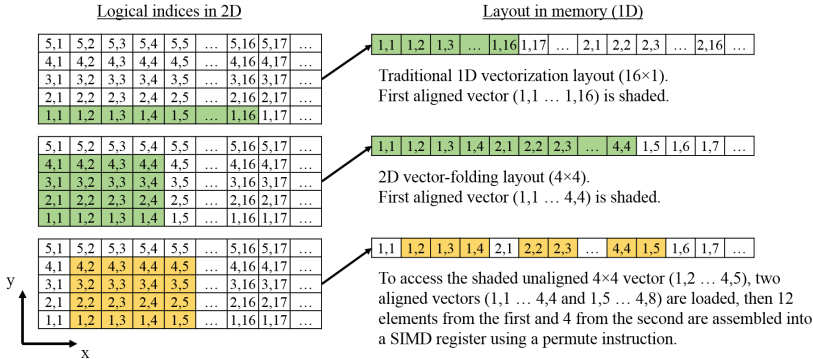 Logical indices in 2D
Layout in memory (1D)
5,1 5,2 5,3 5,4 5,5 … 5,16 5,17 …
4,1 4,2 4,3 4,4 4,5 … 4,16 4,17 …
3,1 3,2 3,3 3,4 3,5 … 3,16 3,17 …
2,1 2,2 2,3 2,4 2,5 … 2,16 2,17 …
1,1 1,2 1,3 1,4 1,5 … 1,16 1,17 …
1,1 1,2 1,3 … 1,16 1,17 … 2,1 2,2 2,3 … 2,16 …
Traditional 1D vectorization layout (16×1).
First aligned vector (1,1 … 1,16) is shaded.
5,1 5,2 5,3 5,4 5,5 … 5,16 5,17 …
4,1 4,2 4,3 4,4 4,5 … 4,16 4,17 …
3,1 3,2 3,3 3,4 3,5 … 3,16 3,17 …
2,1 2,2 2,3 2,4 2,5 … 2,16 2,17 …
1,1 1,2 1,3 1,4 1,5 … 1,16 1,17 …
1,1 1,2 1,3 1,4 2,1 2,2 2,3 … 4,4 1,5 1,6 1,7 …
2D vector-folding layout (4×4).
First aligned vector (1,1 … 4,4) is shaded.
5,1 5,2 5,3 5,4 5,5 … 5,16 5,17 …
4,1 4,2 4,3 4,4 4,5 … 4,16 4,17 …
3,1 3,2 3,3 3,4 3,5 … 3,16 3,17 …
2,1 2,2 2,3 2,4 2,5 … 2,16 2,17 …
1,1 1,2 1,3 1,4 1,5 … 1,16 1,17 …
y
x
1,1 1,2 1,3 1,4 2,1 2,2 2,3 … 4,4 1,5 1,6 1,7 …
To access the shaded unaligned 4×4 vector (1,2 … 4,5), two
aligned vectors (1,1 … 4,4 and 1,5 … 4,8) are loaded, then 12
elements from the first and 4 from the second are assembled into
a SIMD register using a permute instruction.